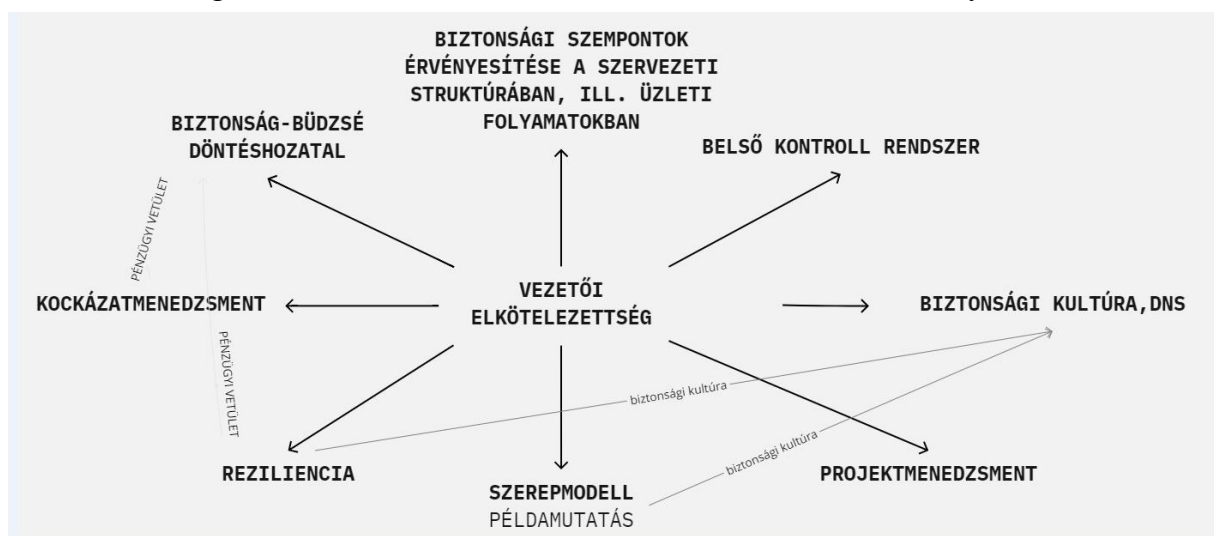 BIZTONSÁGI SZEMPONTOK
ÉRVÉNYESÍTÉSE A SZERVEZETI
STRUKTÚRÁBAN, ILL. ÜZLETI
FOLYAMATOKBAN
BIZTONSÁG-BÜDZSÉ
DÖNTÉSHOZATAL
BELSŐ KONTROLL RENDSZER
PÉNZÜGYI VETÜLET
KOCKÁZATMENEDZSMENT
VEZETŐI
ELKÖTELEZETTSÉG
BIZTONSÁGI KULTÚRA,DNS
PÉNZÜGYI VETÜLET
biztonsági kultúra
biztonsági kultúra
REZILIENCIA
SZEREPMODELL
PÉLDAMUTATÁS
PROJEKTMENEDZSMENT